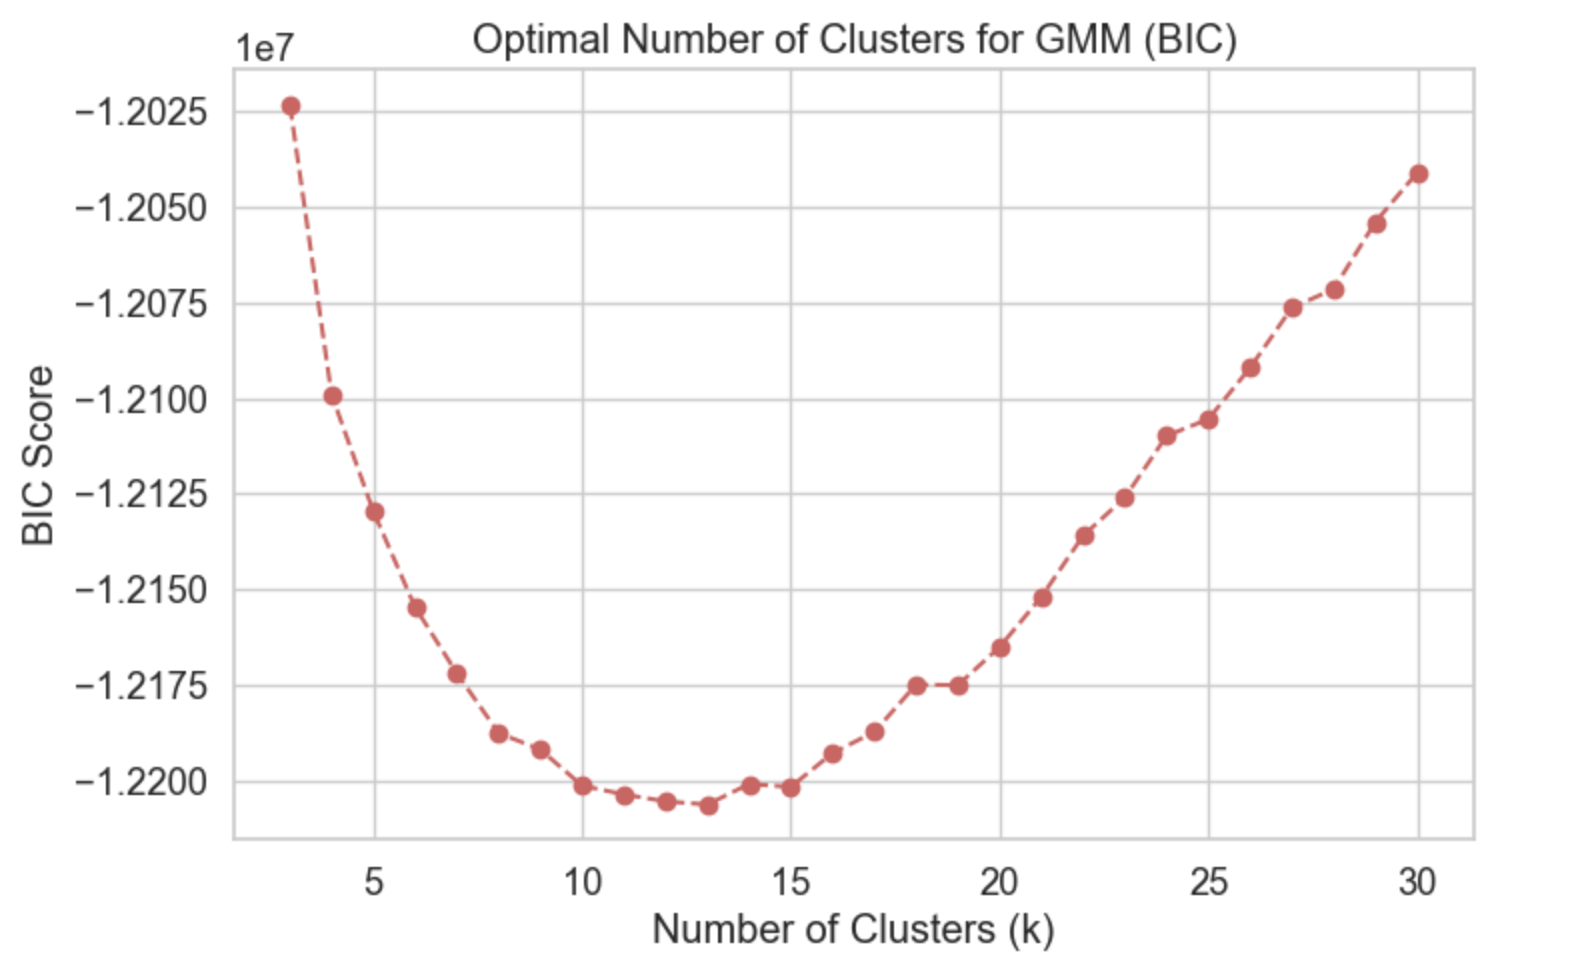 Optimal Number of Clusters for GMM (BIC)
1e7
−1.2025
−1.2050
−1.2075
−1.2100
−1.2125
−1.2150
−1.2175
−1.2200
BIC Score
5 10 15 20 25 30
Number of Clusters (k)